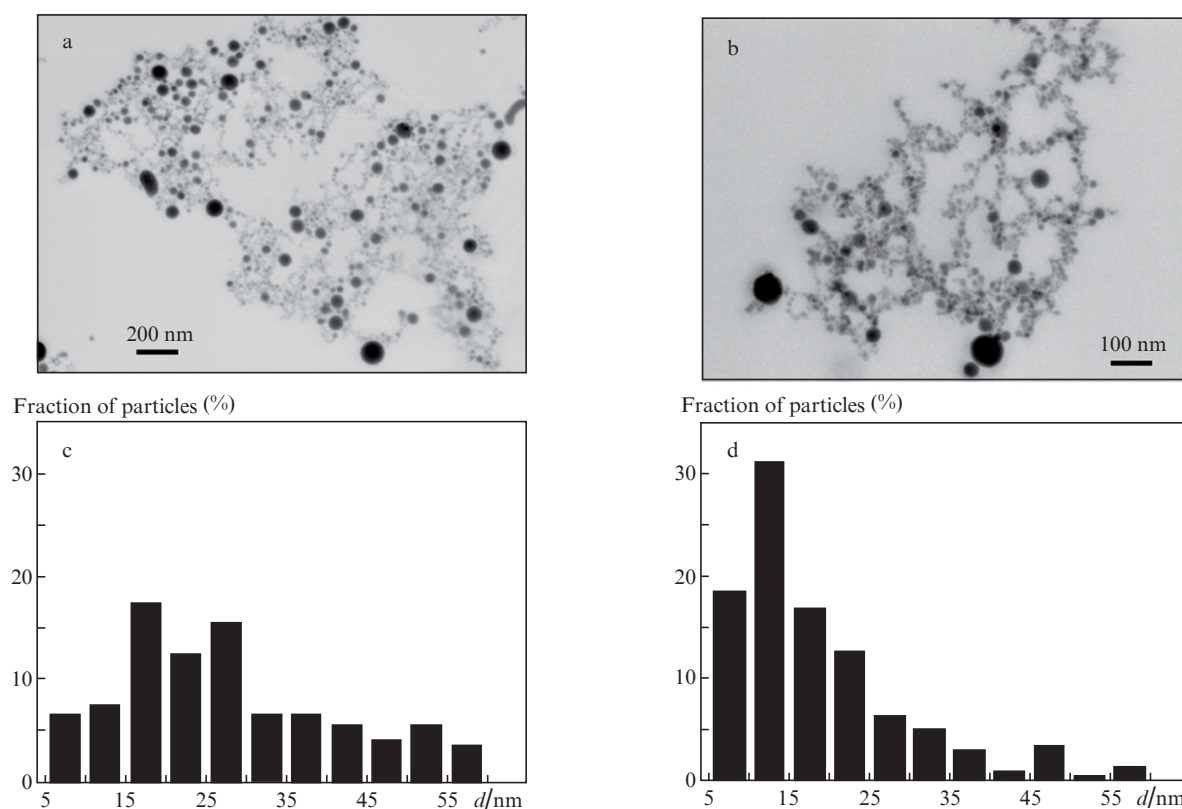 a
200 nm
b
100 nm
Fraction of particles (%)
c
30
20
10
0
5 15 25 35 45 55 d/nm
Fraction of particles (%)
d
30
20
10
0
5 15 25 35 45 55 d/nm